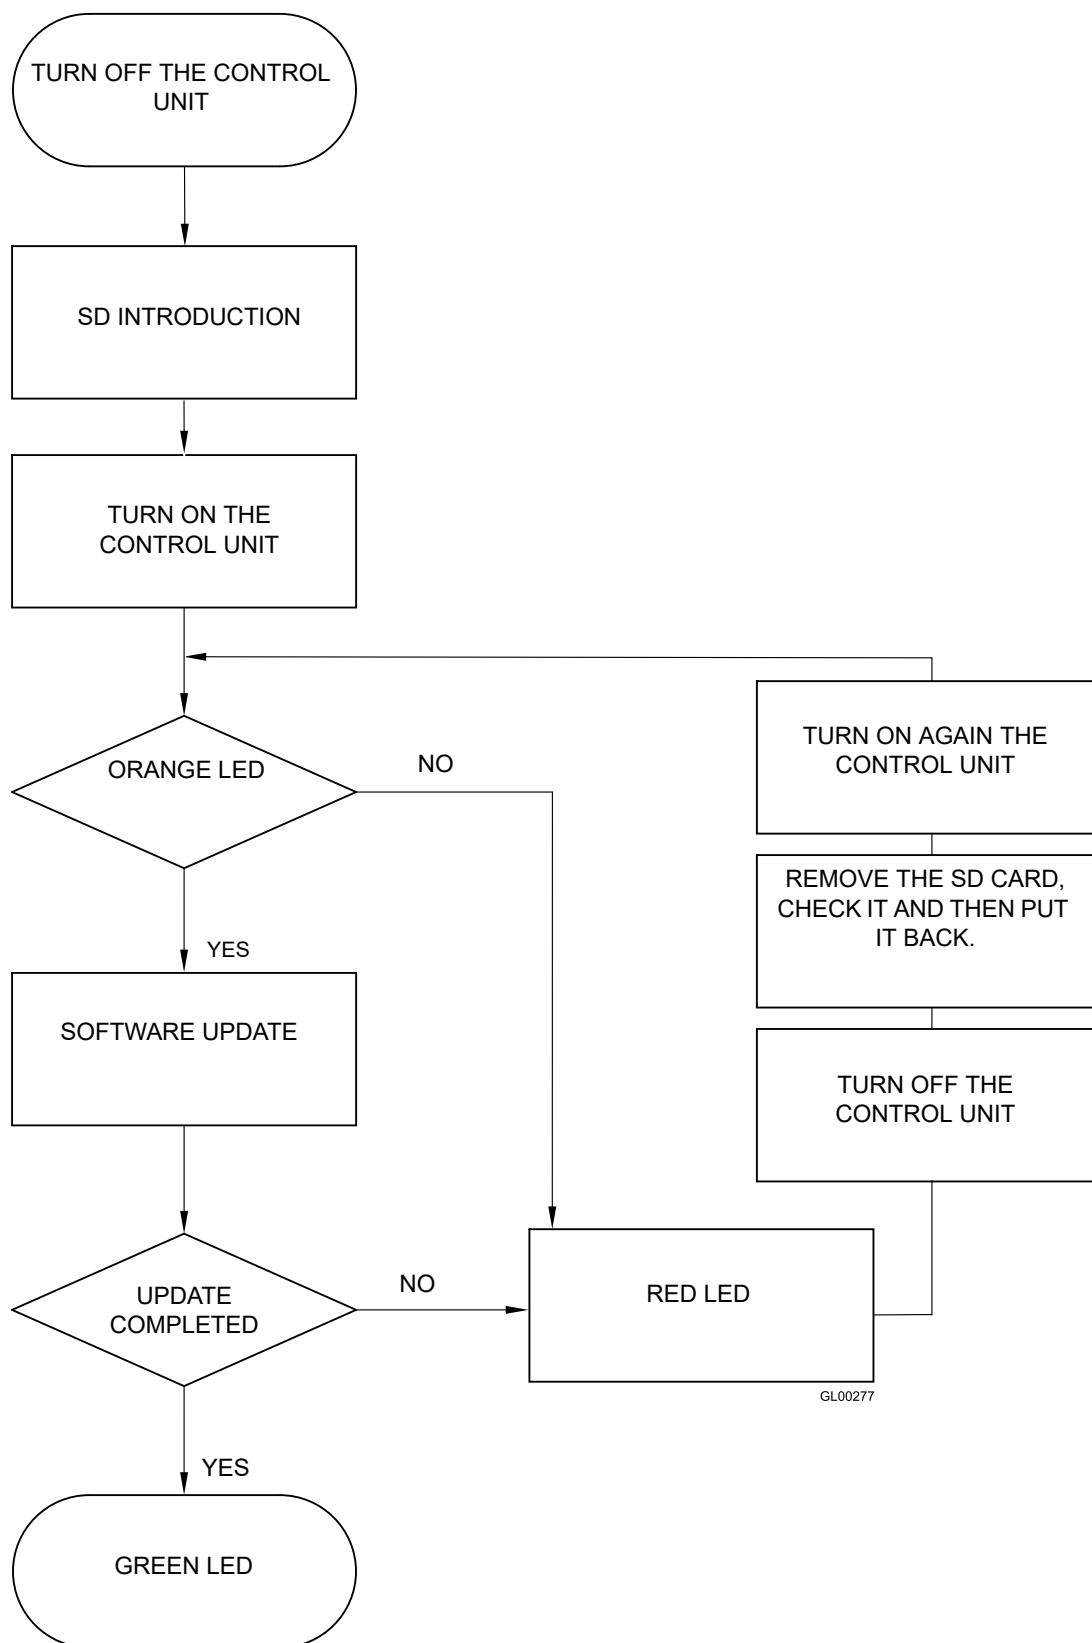 TURN OFF THE CONTROL
UNIT
SD INTRODUCTION
TURN ON THE
CONTROL UNIT
ORANGE LED
NO
YES
SOFTWARE UPDATE
UPDATE
COMPLETED
NO
YES
GREEN LED
TURN ON AGAIN THE
CONTROL UNIT
REMOVE THE SD CARD,
CHECK IT AND THEN PUT
IT BACK.
TURN OFF THE
CONTROL UNIT
RED LED
GL00277